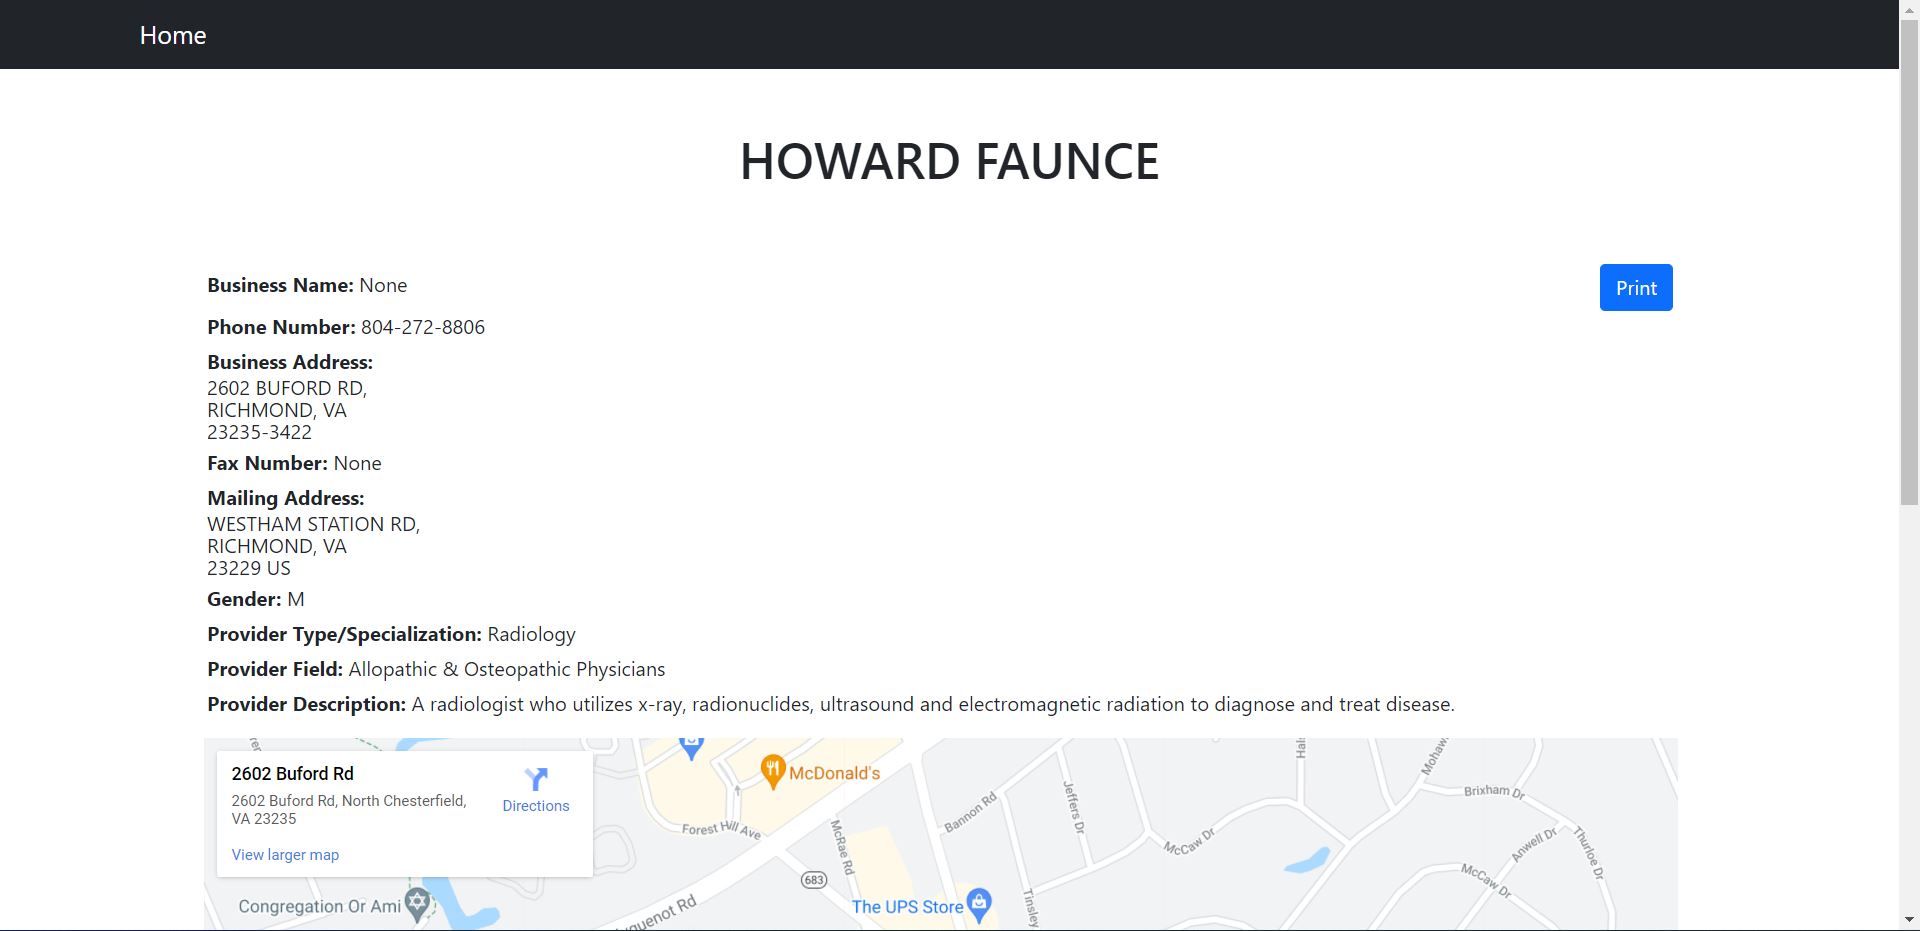 Home
HOWARD FAUNCE
Business Name: None
Print
Phone Number: 804-272-8806
Business Address:
2602 BUFORD RD,
RICHMOND, VA
23235-3422
Fax Number: None
Mailing Address:
WESTHAM STATION RD,
RICHMOND, VA
23229 US
Gender: M
Provider Type/Specialization: Radiology
Provider Field: Allopathic & Osteopathic Physicians
Provider Description: A radiologist who utilizes x-ray, radionuclides, ultrasound and electromagnetic radiation to diagnose and treat disease.
2602 Buford Rd
2602 Buford Rd, North Chesterfield,
VA 23235
Directions
View larger map
McDonald's
Forest Hill Ave
McRae Rd
Bannon Rd
Jeffers Dr
McCaw Dr
Brixham Dr
Anwell Dr
Thurloe Dr
McCaw Dr
683
Congregation Or Ami
The UPS Store
Tinsley